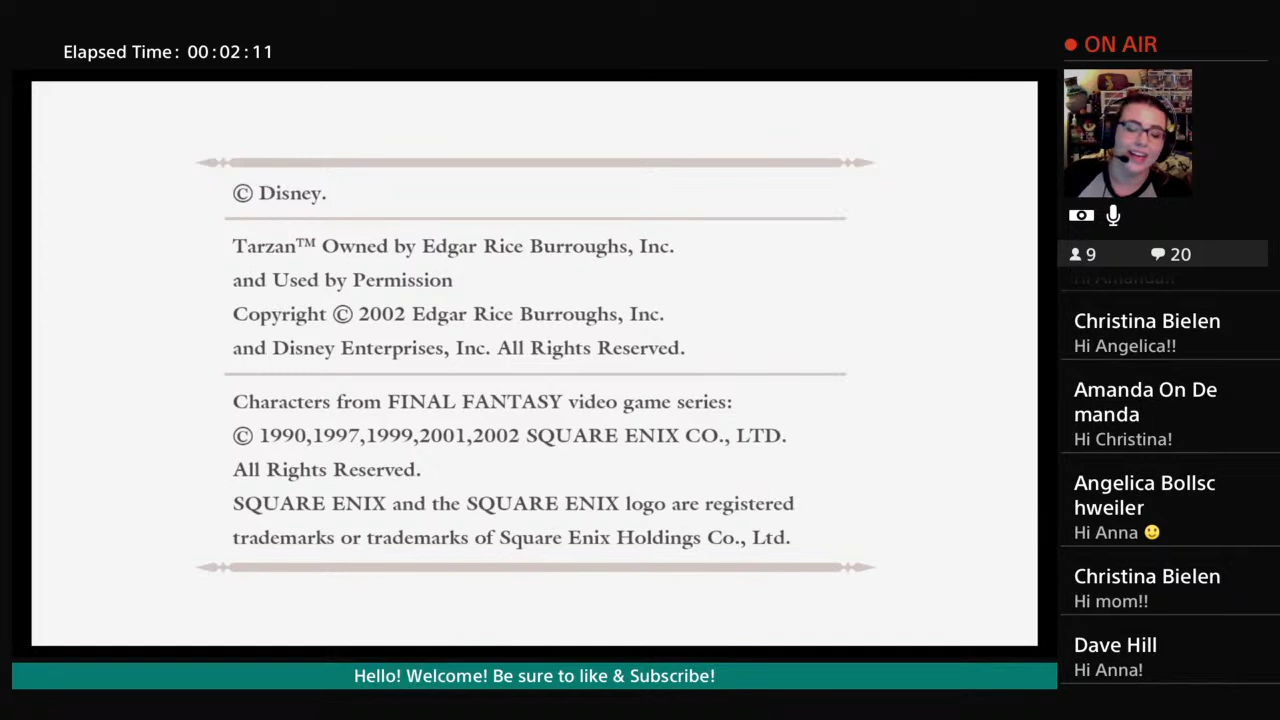 Elapsed Time: 00:02:11
ON AIR
© Disney.
Tarzan™ Owned by Edgar Rice Burroughs, Inc.
and Used by Permission
Copyright © 2002 Edgar Rice Burroughs, Inc.
and Disney Enterprises, Inc. All Rights Reserved.
Characters from FINAL FANTASY video game series:
© 1990,1997,1999,2001,2002 SQUARE ENIX CO., LTD.
All Rights Reserved.
SQUARE ENIX and the SQUARE ENIX logo are registered
trademarks or trademarks of Square Enix Holdings Co., Ltd.
Hello! Welcome! Be sure to like & Subscribe!
9
20
Hi Amanda!!
Christina Bielen
Hi Angelica!!
Amanda On De
manda
Hi Christina!
Angelica Bollsc
hweiler
Hi Anna 🙂
Christina Bielen
Hi mom!!
Dave Hill
Hi Anna!